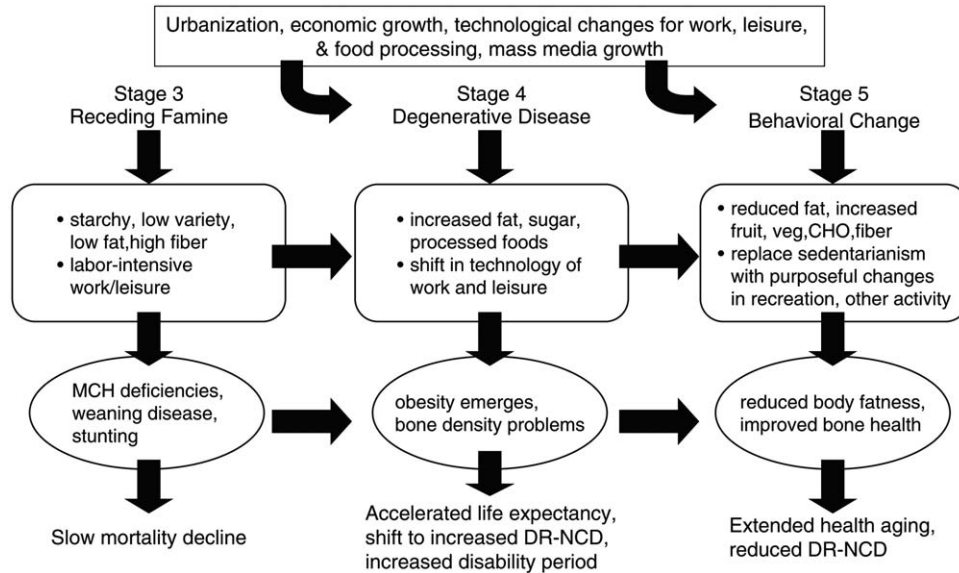 Urbanization, economic growth, technological changes for work, leisure,
& food processing, mass media growth
Stage 3
Receding Famine
Stage 4
Degenerative Disease
Stage 5
Behavioral Change
• starchy, low variety,
low fat,high fiber
• labor-intensive
work/leisure
• increased fat, sugar,
processed foods
• shift in technology of
work and leisure
• reduced fat, increased
fruit, veg,CHO,fiber
• replace sedentarianism
with purposeful changes
in recreation, other activity
MCH deficiencies,
weaning disease,
stunting
obesity emerges,
bone density problems
reduced body fatness,
improved bone health
Slow mortality decline
Accelerated life expectancy,
shift to increased DR-NCD,
increased disability period
Extended health aging,
reduced DR-NCD